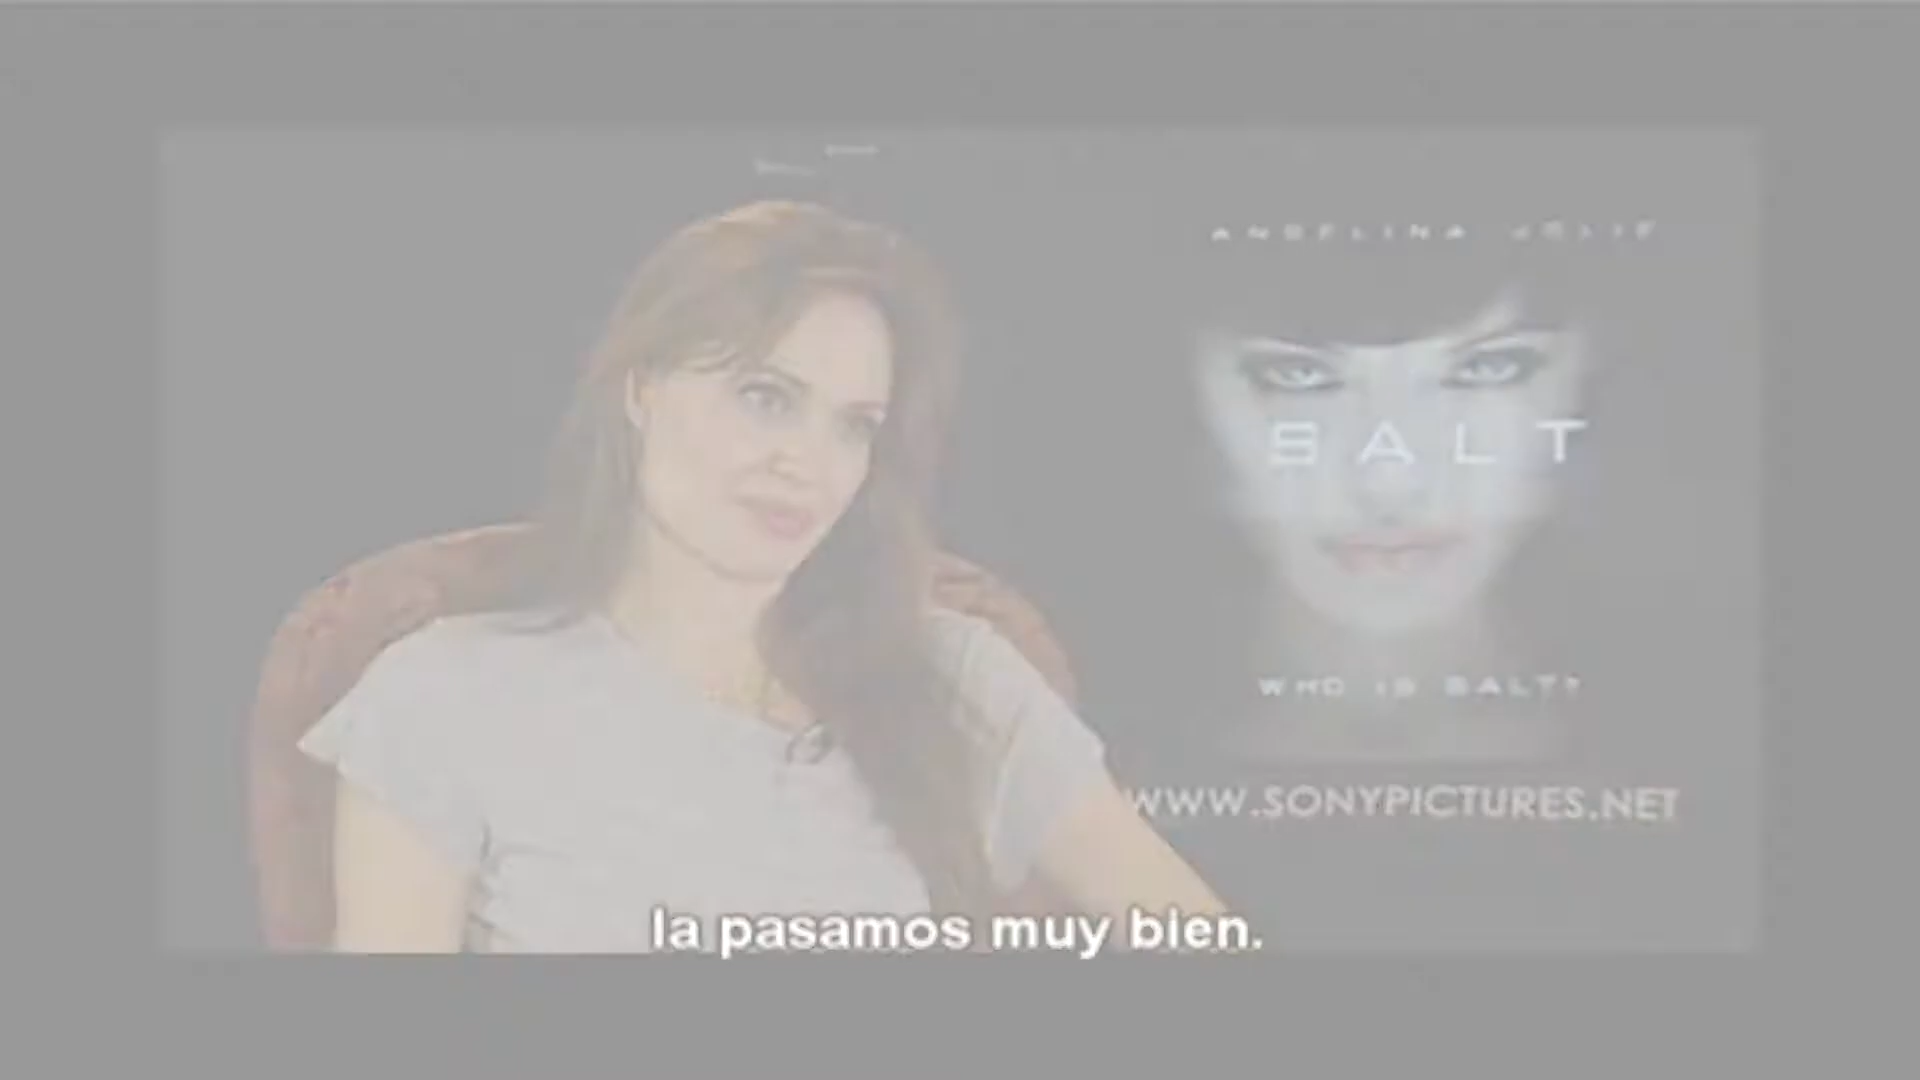 ANGELINA JOLIE
SALT
WHO IS SALT?
WWW.SONYPICTURES.NET
la pasamos muy bien.